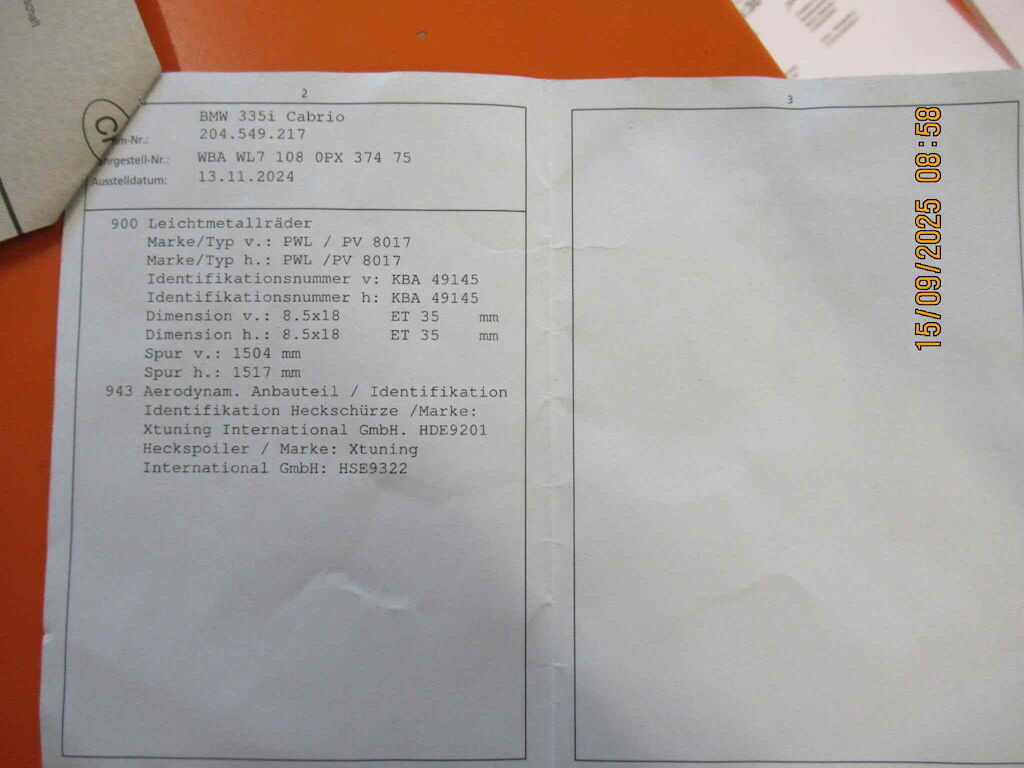 2
BMW 335i Cabrio
mm-Nr.: 204.549.217
hrgestell-Nr.: WBA WL7 108 0PX 374 75
Ausstelldatum: 13.11.2024
900 Leichtmetallräder
Marke/Typ v.: PWL / PV 8017
Marke/Typ h.: PWL /PV 8017
Identifikationsnummer v: KBA 49145
Identifikationsnummer h: KBA 49145
Dimension v.: 8.5x18 ET 35 mm
Dimension h.: 8.5x18 ET 35 mm
Spur v.: 1504 mm
Spur h.: 1517 mm
943 Aerodynam. Anbauteil / Identifikation
Identifikation Heckschürze /Marke:
Xtuning International GmbH. HDE9201
Heckspoiler / Marke: Xtuning
International GmbH: HSE9322
3
15/09/2025 08:58